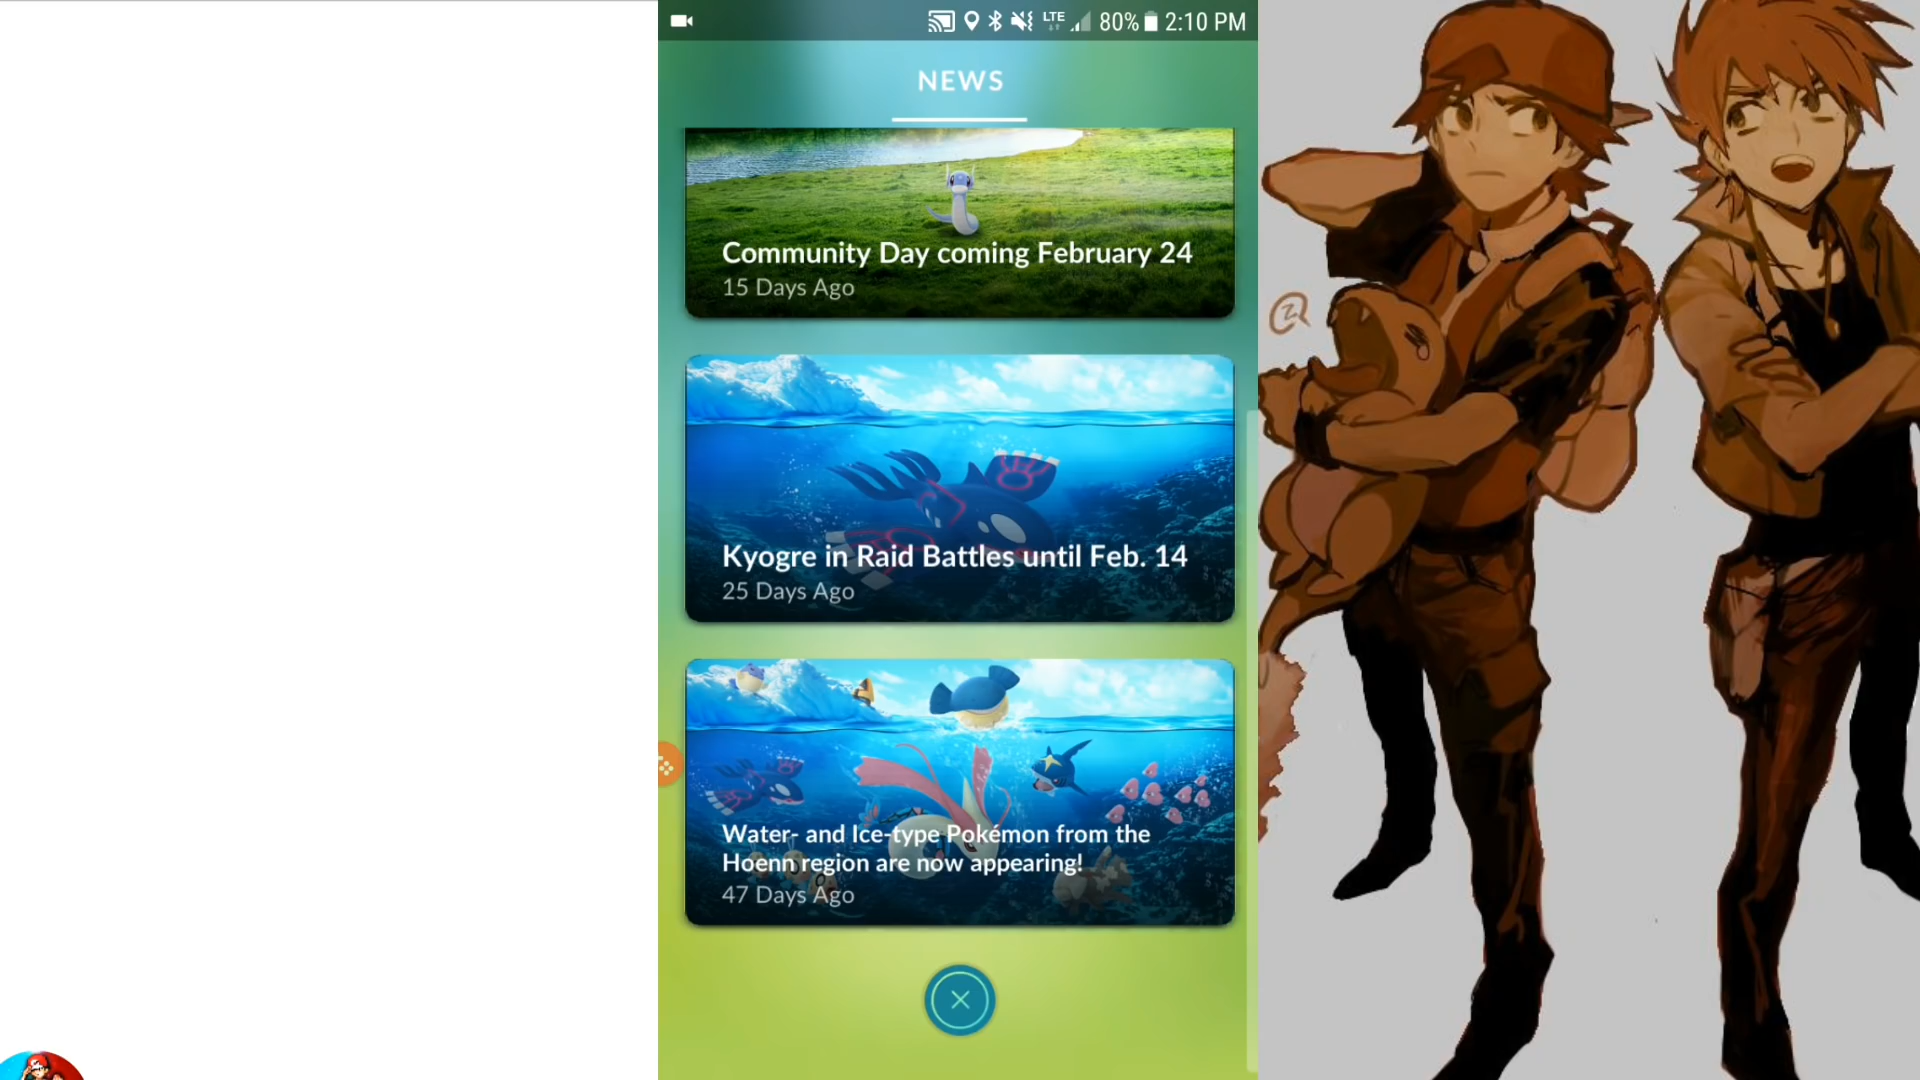 LTE 80% 2:10 PM
NEWS
Community Day coming February 24
15 Days Ago
Kyogre in Raid Battles until Feb. 14
25 Days Ago
Water- and Ice-type Pokémon from the
Hoenn region are now appearing!
47 Days Ago
Z